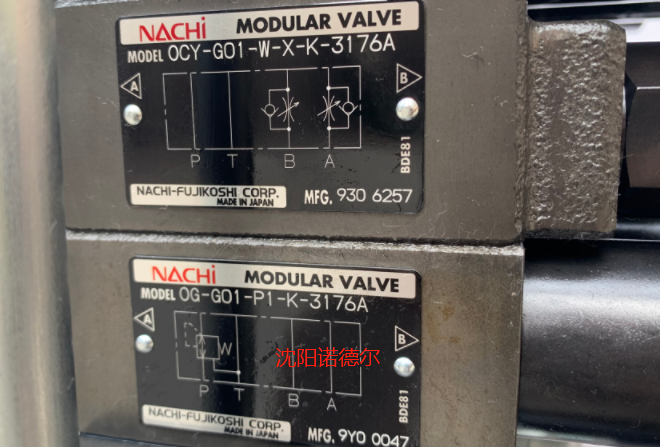 NACHi MODULAR VALVE
MODEL OCY-G01-W-X-K-3176A
A B
P T B A
BDE81
NACHI-FUJIKOSHI CORP.
MADE IN JAPAN
MFG. 930 6257
NACHi MODULAR VALVE
MODEL OG-G01-P1-K-3176A
A B
W
沈阳诺德尔
P T B A
BDE81
NACHI-FUJIKOSHI CORP.
MADE IN JAPAN
MFG. 9Y0 0047